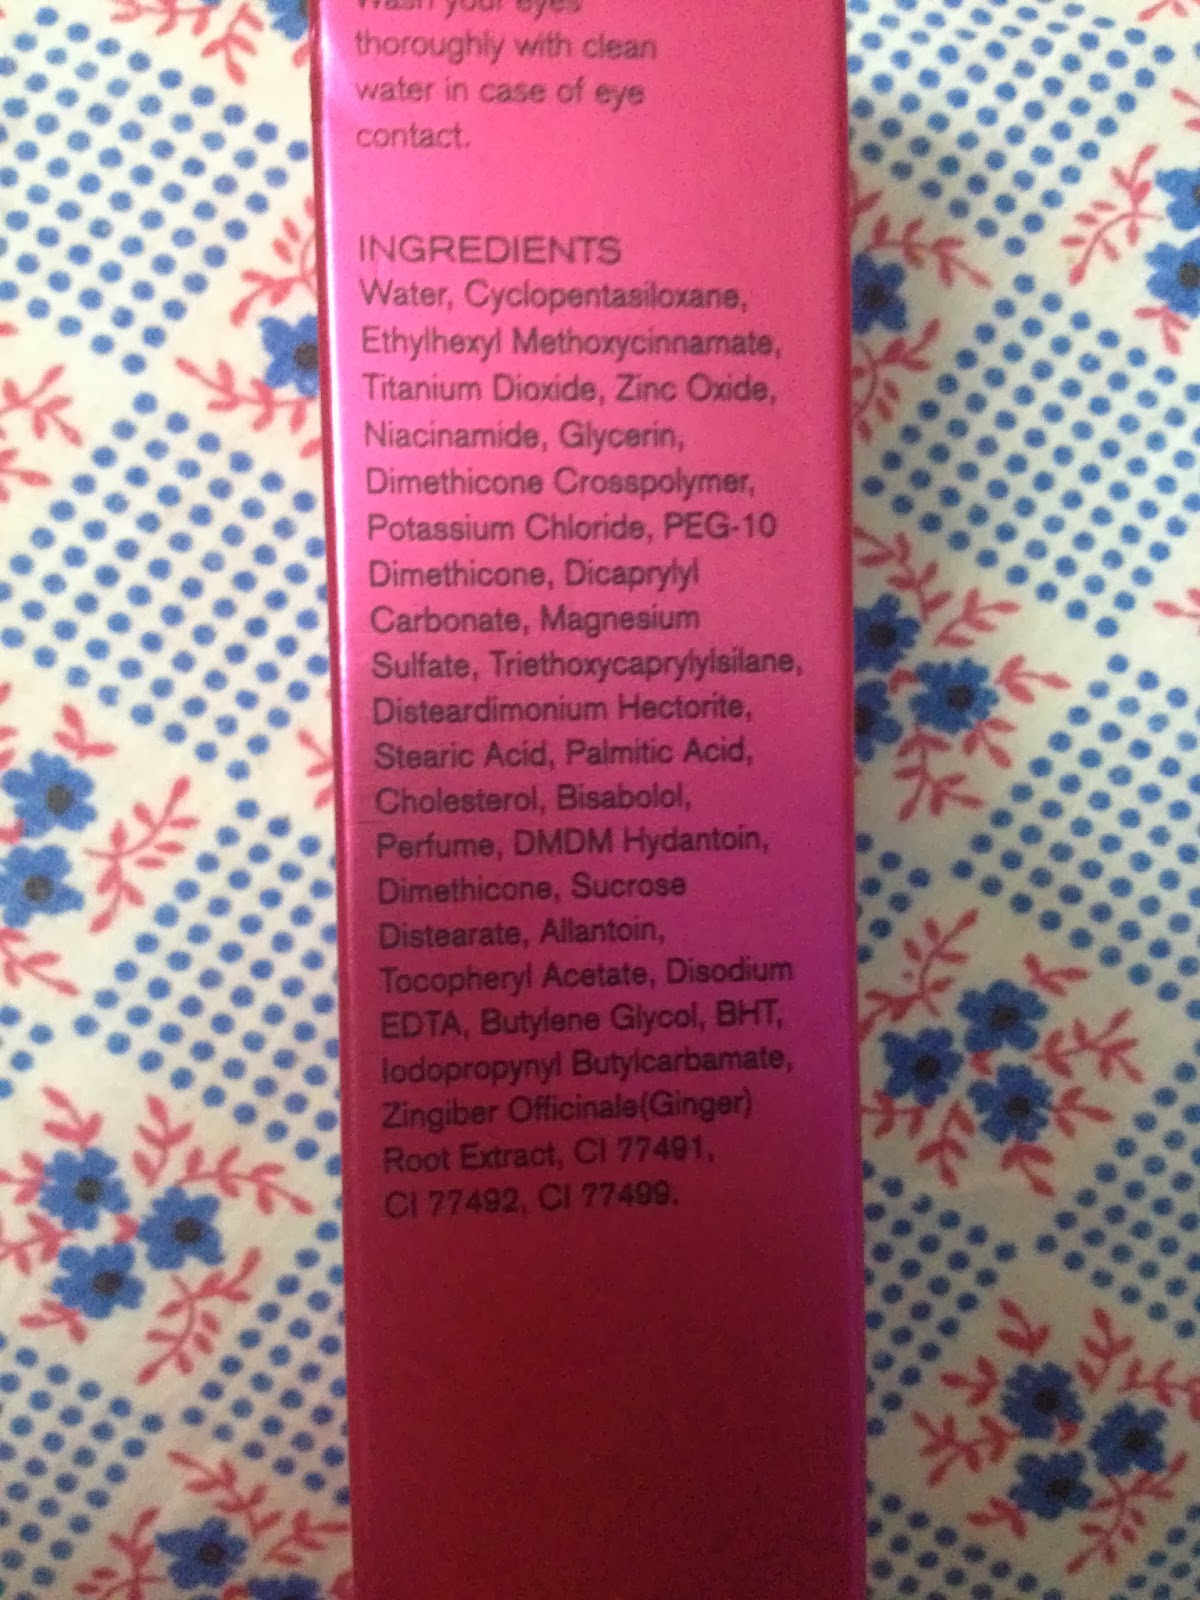 Wash your eyes
thoroughly with clean
water in case of eye
contact.
INGREDIENTS
Water, Cyclopentasiloxane,
Ethylhexyl Methoxycinnamate,
Titanium Dioxide, Zinc Oxide,
Niacinamide, Glycerin,
Dimethicone Crosspolymer,
Potassium Chloride, PEG-10
Dimethicone, Dicaprylyl
Carbonate, Magnesium
Sulfate, Triethoxycaprylylsilane,
Disteardimonium Hectorite,
Stearic Acid, Palmitic Acid,
Cholesterol, Bisabolol,
Perfume, DMDM Hydantoin,
Dimethicone, Sucrose
Distearate, Allantoin,
Tocopheryl Acetate, Disodium
EDTA, Butylene Glycol, BHT,
Iodopropynyl Butylcarbamate,
Zingiber Officinale(Ginger)
Root Extract, CI 77491,
CI 77492, CI 77499.